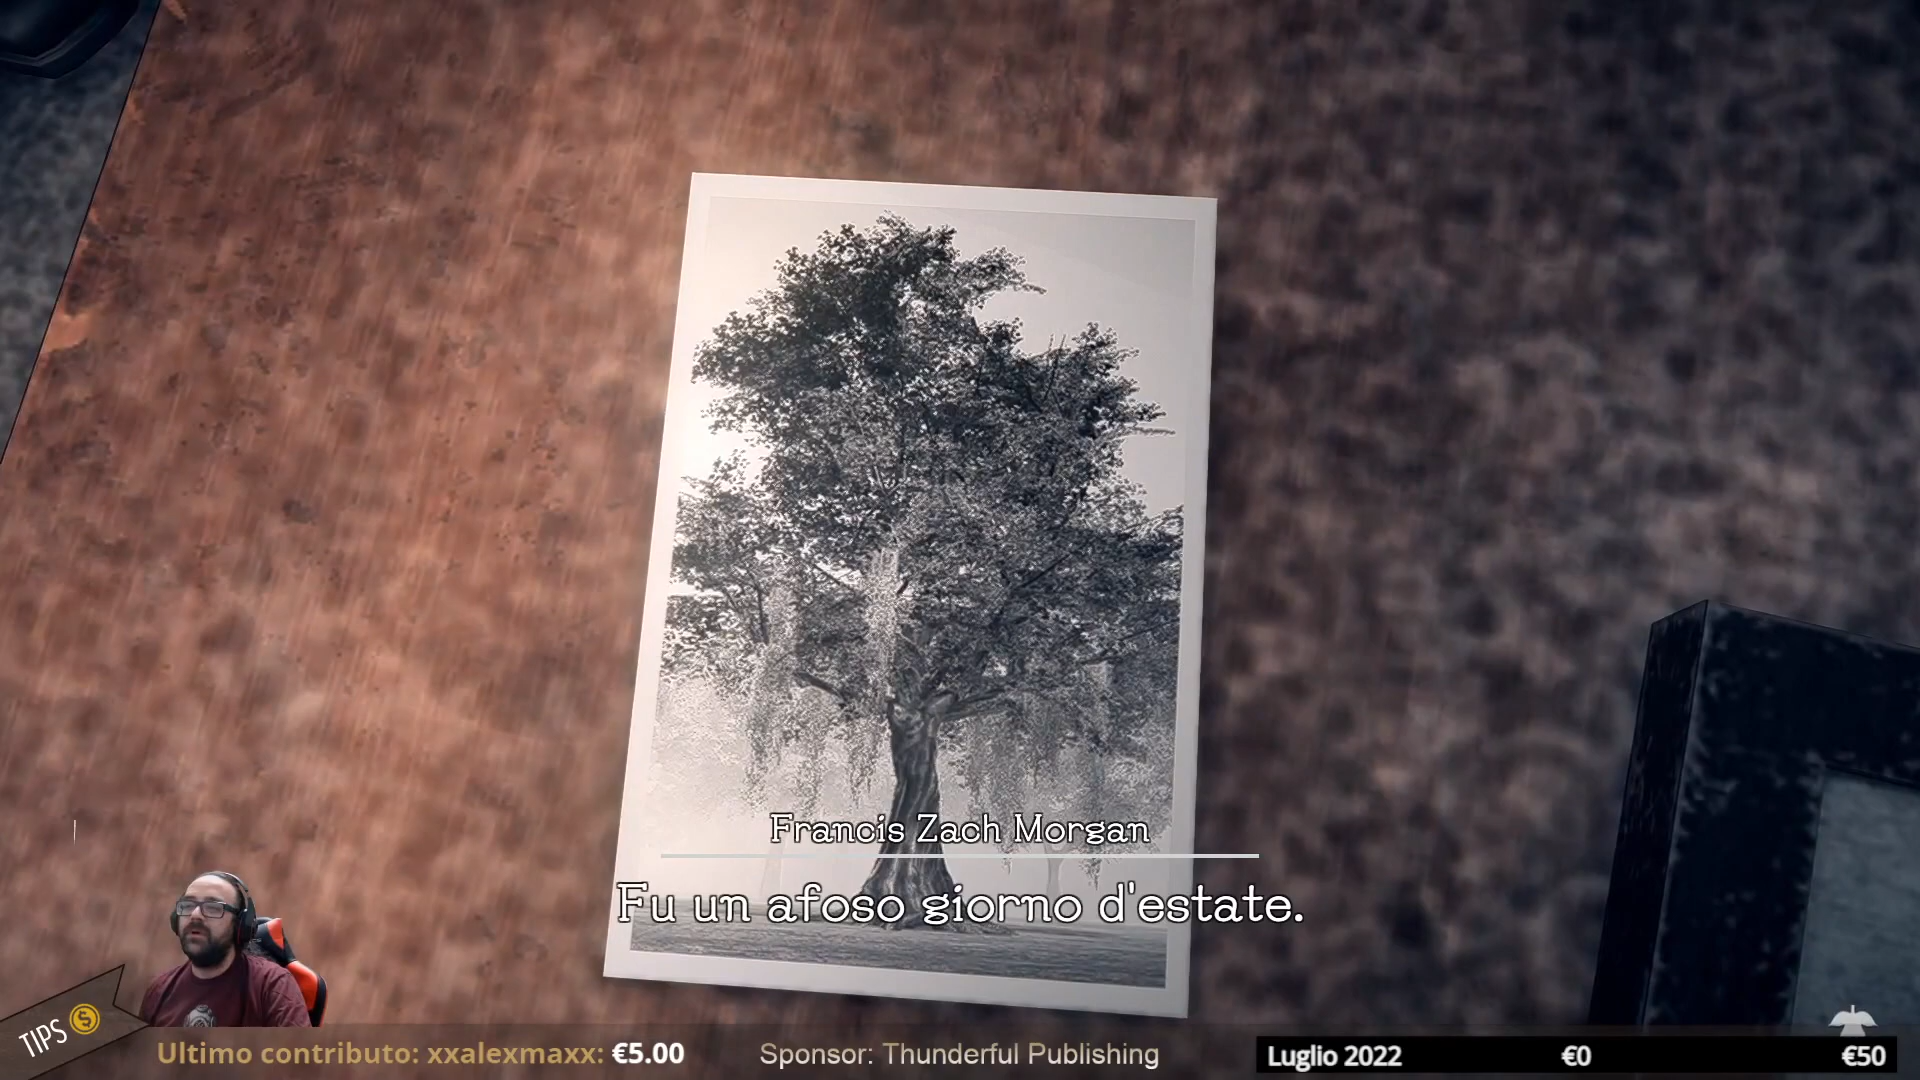 Francis Zach Morgan
Fu un afoso giorno d'estate.
TIPS
Ultimo contributo: xxalexmaxx: €5.00
Sponsor: Thunderful Publishing
Luglio 2022 €0 €50